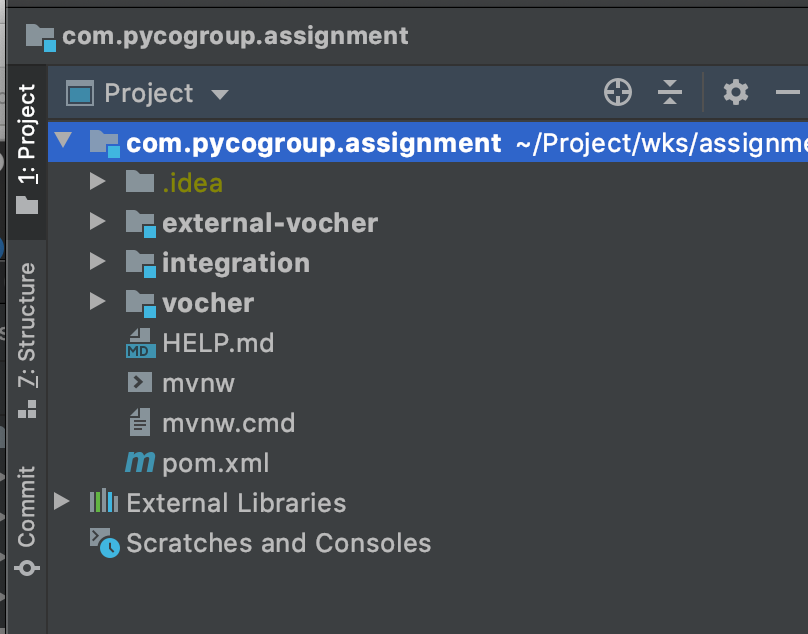 com.pycogroup.assignment
Project
com.pycogroup.assignment ~/Project/wks/assignme
.idea
external-vocher
integration
vocher
HELP.md
MD
mvnw
mvnw.cmd
m pom.xml
External Libraries
Scratches and Consoles
1: Project
Z: Structure
Commit